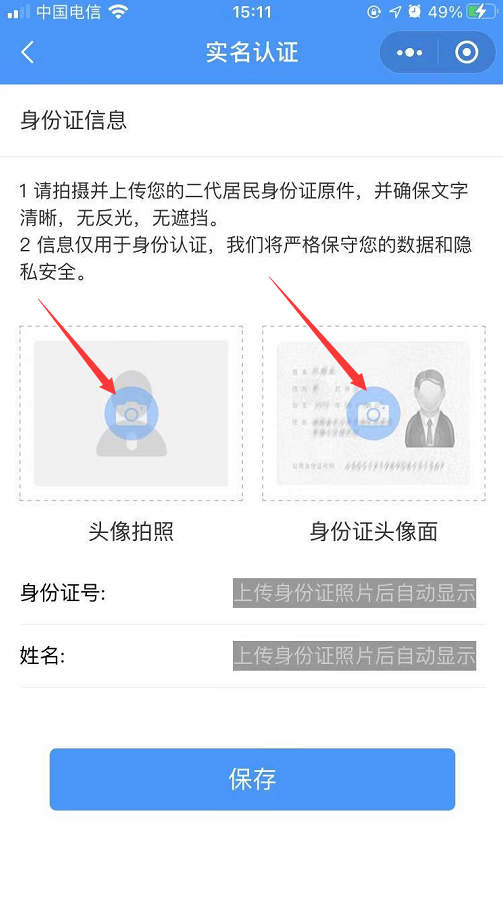 中国电信
15:11
49%
实名认证
身份证信息
1 请拍摄并上传您的二代居民身份证原件，并确保文字
清晰，无反光，无遮挡。
2 信息仅用于身份认证，我们将严格保守您的数据和隐
私安全。
头像拍照
身份证头像面
身份证号:
上传身份证照片后自动显示
姓名:
上传身份证照片后自动显示
保存